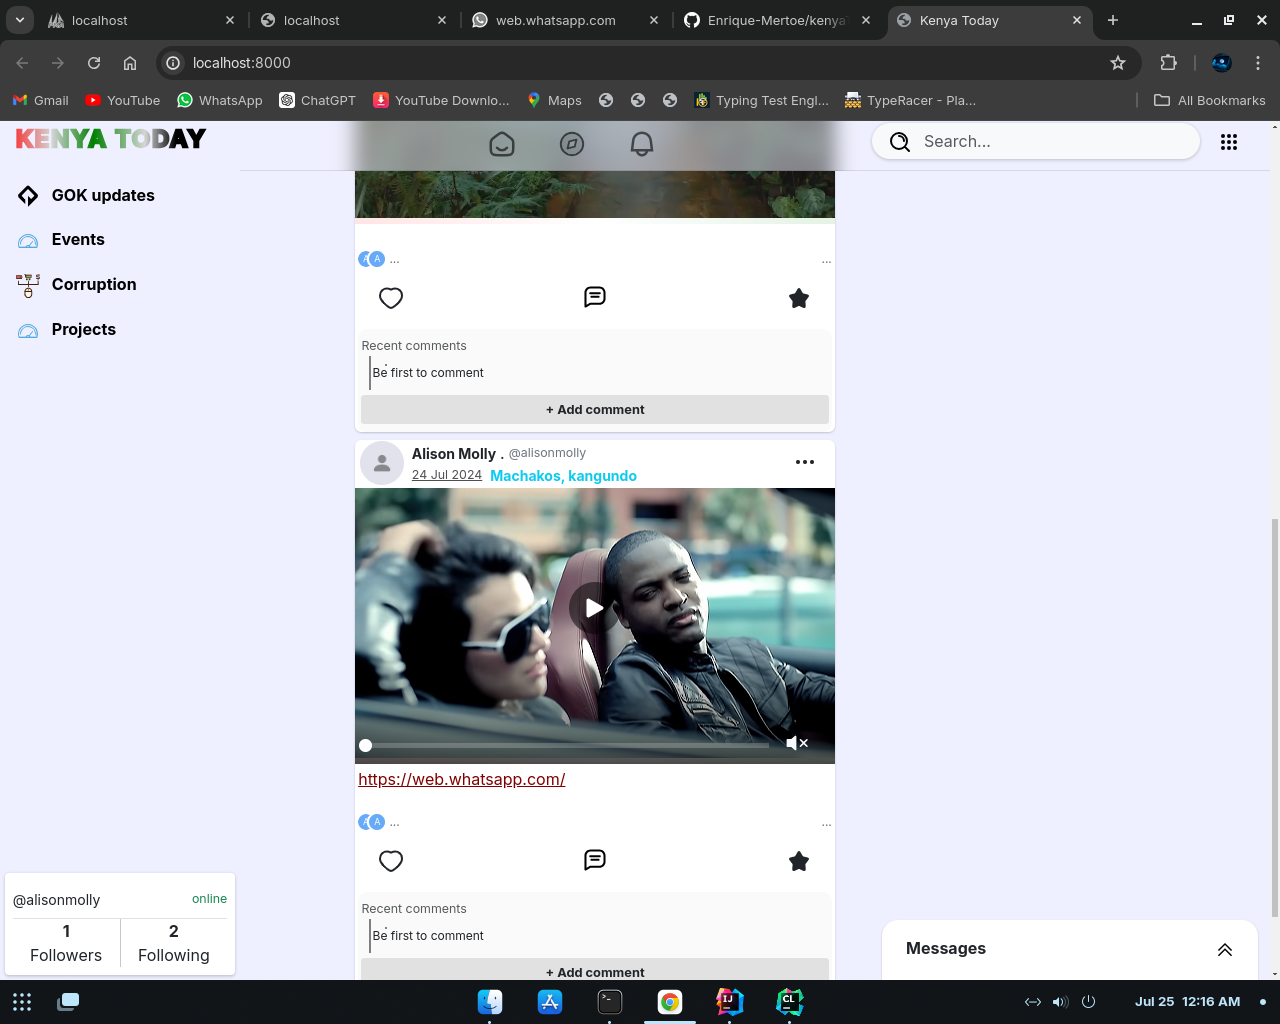 localhost
localhost
web.whatsapp.com
Enrique-Mertoe/kenya
Kenya Today
localhost:8000
Gmail
YouTube
WhatsApp
ChatGPT
YouTube Downlo...
Maps
Typing Test Engl...
TypeRacer - Pla...
All Bookmarks
KENYA TODAY
Search...
GOK updates
Events
Corruption
Projects
A A ...
...
Recent comments
Be first to comment
+ Add comment
Alison Molly . @alisonmolly
24 Jul 2024 Machakos, kangundo
https://web.whatsapp.com/
A A ...
...
Recent comments
Be first to comment
+ Add comment
@alisonmolly online
1 2
Followers Following
Messages
>_
IJ
CL
Jul 25 12:16 AM